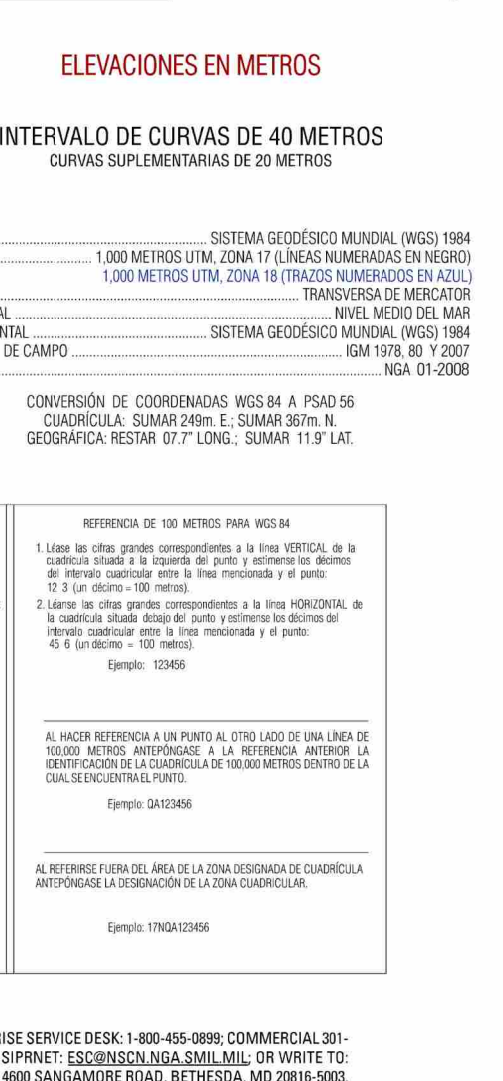 ELEVACIONES EN METROS
INTERVALO DE CURVAS DE 40 METROS
CURVAS SUPLEMENTARIAS DE 20 METROS
SISTEMA GEODÉSICO MUNDIAL (WGS) 1984
1,000 METROS UTM, ZONA 17 (LÍNEAS NUMERADAS EN NEGRO)
1,000 METROS UTM, ZONA 18 (TRAZOS NUMERADOS EN AZUL)
TRANSVERSA DE MERCATOR
AL NIVEL MEDIO DEL MAR
NTAL SISTEMA GEODÉSICO MUNDIAL (WGS) 1984
DE CAMPO IGM 1978, 80 Y 2007
NGA 01-2008
CONVERSIÓN DE COORDENADAS WGS 84 A PSAD 56
CUADRÍCULA: SUMAR 249m. E.; SUMAR 367m. N.
GEOGRÁFICA: RESTAR 07.7" LONG.; SUMAR 11.9" LAT.
REFERENCIA DE 100 METROS PARA WGS 84
1. Léase las cifras grandes correspondientes a la línea VERTICAL de la
cuadrícula situada a la izquierda del punto y estimense los décimos
del intervalo cuadricular entre la línea mencionada y el punto:
12 3 (un décimo = 100 metros).
2. Léanse las cifras grandes correspondientes a la línea HORIZONTAL de
la cuadrícula situada debajo del punto y estimense los décimos del
intervalo cuadricular entre la línea mencionada y el punto:
45 6 (un décimo = 100 metros).
Ejemplo: 123456
AL HACER REFERENCIA A UN PUNTO AL OTRO LADO DE UNA LÍNEA DE
100,000 METROS ANTEPÓNGASE A LA REFERENCIA ANTERIOR LA
IDENTIFICACIÓN DE LA CUADRÍCULA DE 100,000 METROS DENTRO DE LA
CUAL SE ENCUENTRA EL PUNTO.
Ejemplo: QA123456
AL REFERIRSE FUERA DEL ÁREA DE LA ZONA DESIGNADA DE CUADRÍCULA
ANTEPÓNGASE LA DESIGNACIÓN DE LA ZONA CUADRICULAR.
Ejemplo: 17NQA123456
RISE SERVICE DESK: 1-800-455-0899; COMMERCIAL 301-
SIPRNET: ESC@NSCN.NGA.SMIL.MIL; OR WRITE TO:
4600 SANGAMORE ROAD, BETHESDA, MD 20816-5003.